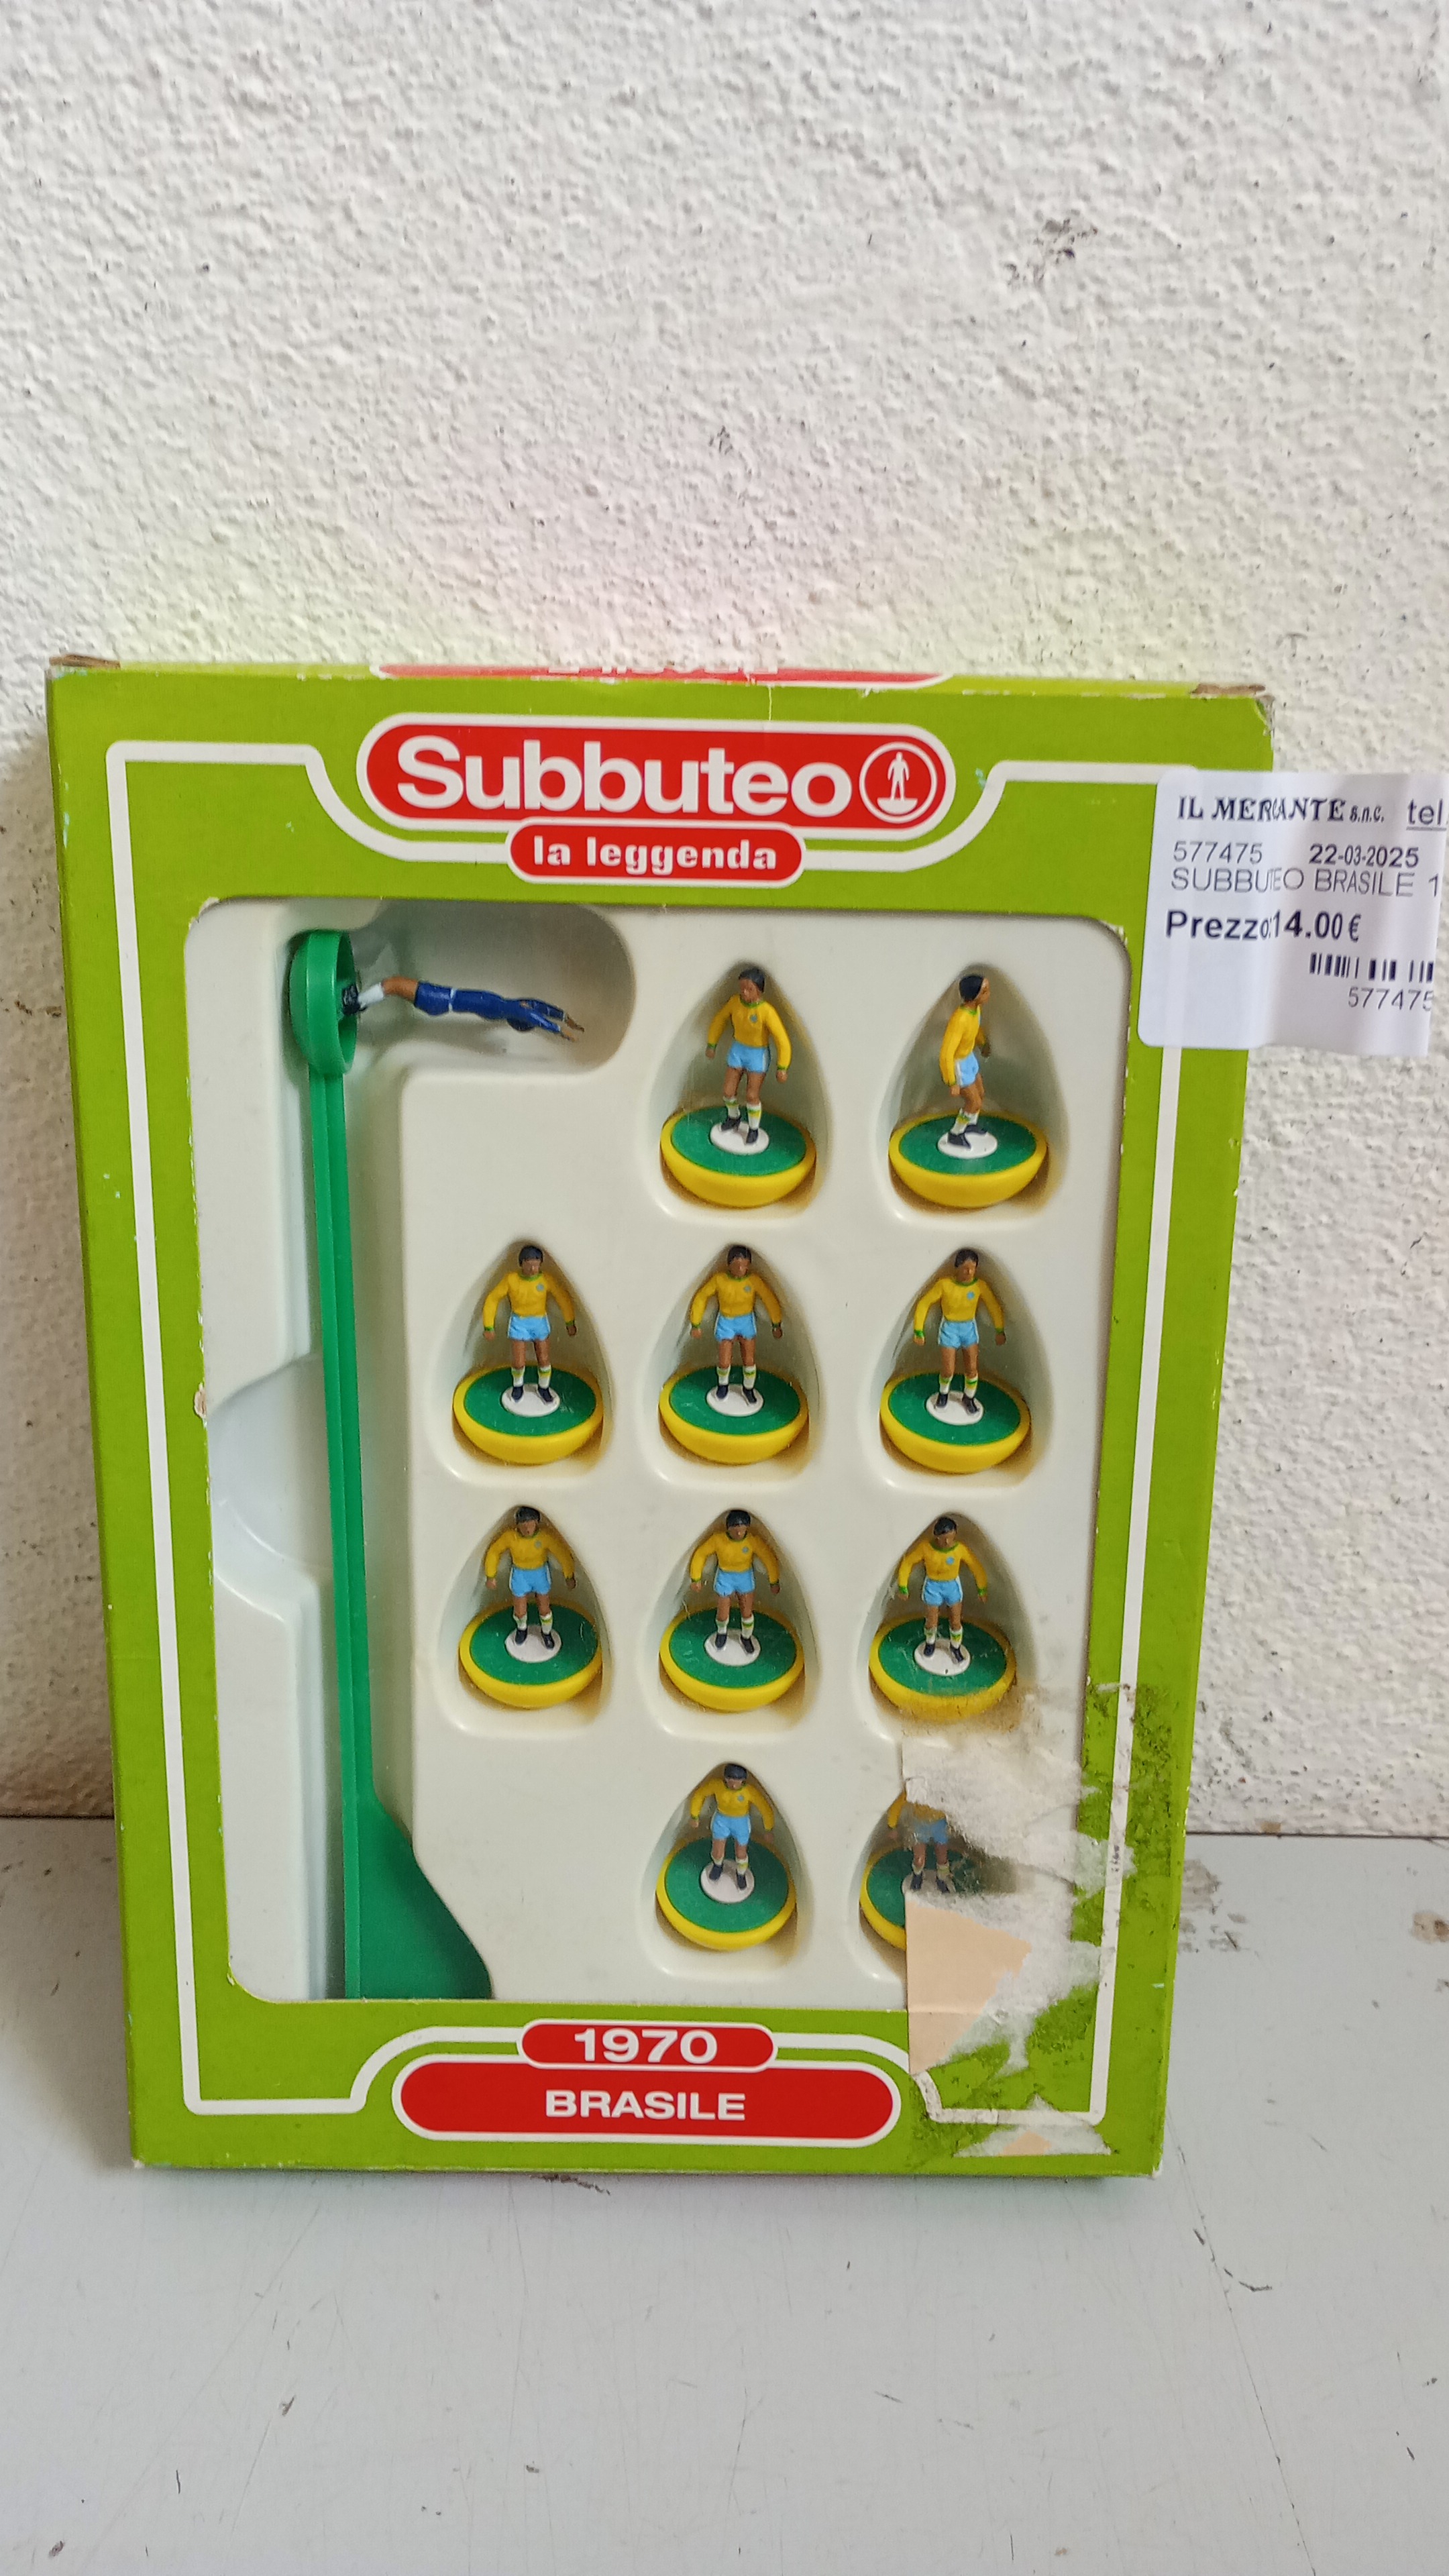 Subbuteo
la leggenda
IL MERCANTE s.n.c. tel.
577475 22-03-2025
SUBBUTEO BRASILE 1
Prezzo:14.00€
577475
1970
BRASILE